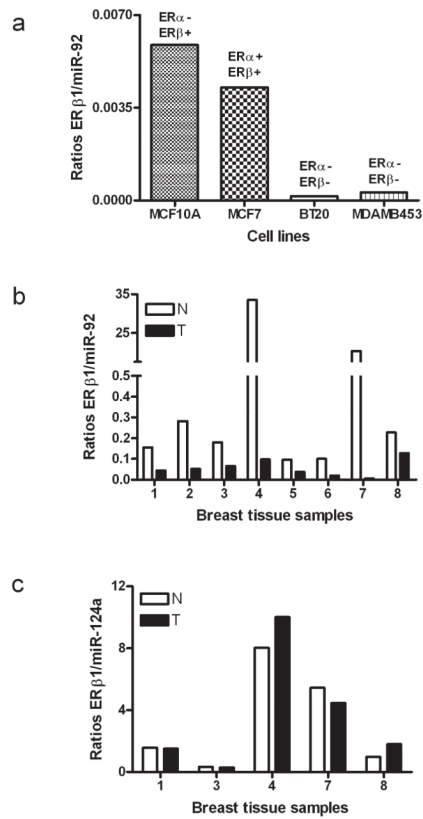 a
Ratios ERβ1/miR-92
0.0070
0.0035
0.0000
ERα-
ERβ+
ERα+
ERβ+
ERα-
ERβ-
ERα-
ERβ-
MCF10A MCF7 BT20 MDAMB453
Cell lines
b
Ratios ERβ1/miR-92
35
25
0.5
0.4
0.3
0.2
0.1
0.0
N
T
1 2 3 4 5 6 7 8
Breast tissue samples
c
Ratios ERβ1/miR-124a
12
8
4
0
N
T
1 3 4 7 8
Breast tissue samples